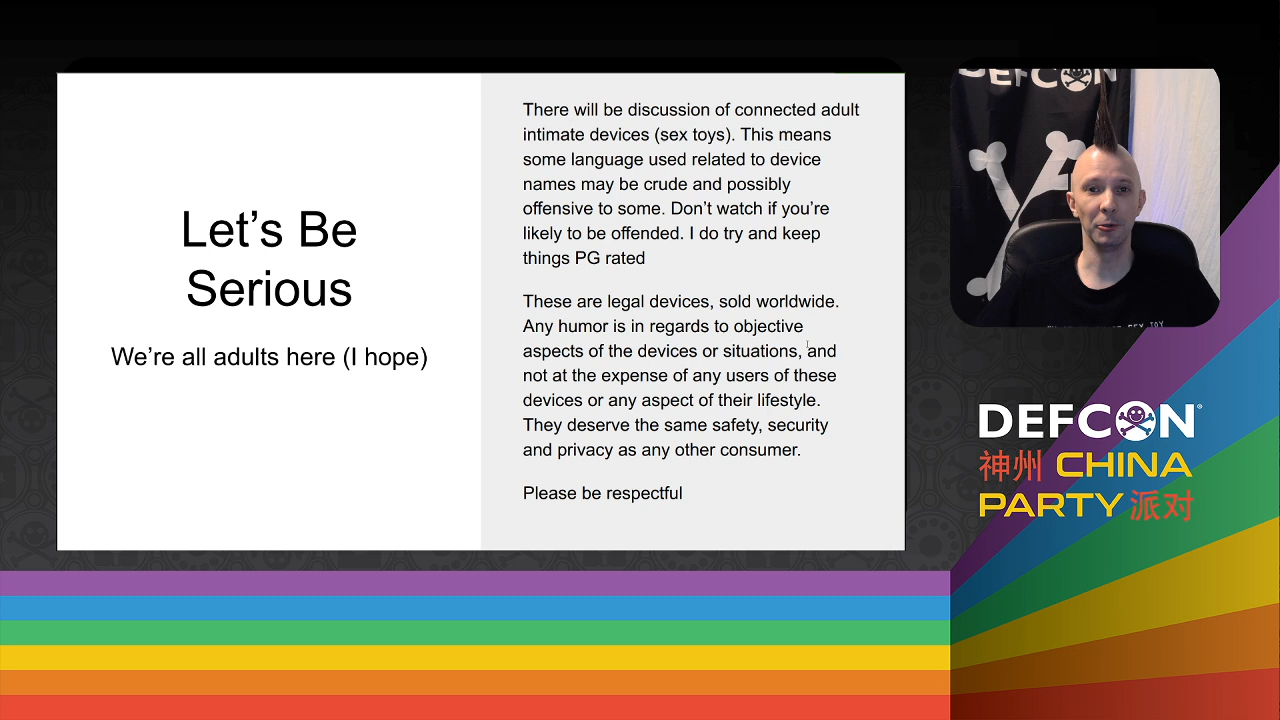 Let’s Be
Serious
We’re all adults here (I hope)
There will be discussion of connected adult
intimate devices (sex toys). This means
some language used related to device
names may be crude and possibly
offensive to some. Don’t watch if you’re
likely to be offended. I do try and keep
things PG rated
These are legal devices, sold worldwide.
Any humor is in regards to objective
aspects of the devices or situations, and
not at the expense of any users of these
devices or any aspect of their lifestyle.
They deserve the same safety, security
and privacy as any other consumer.
Please be respectful
DEFCON
DEFCON®
神州 CHINA
PARTY 派对